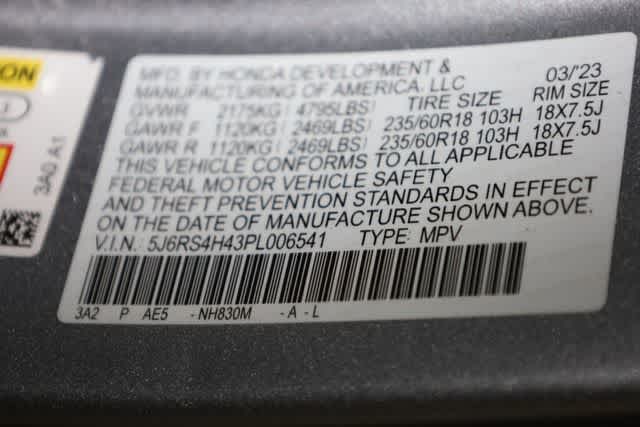 ON
3A0 A1
MFD. BY HONDA DEVELOPMENT &
MANUFACTURING OF AMERICA, LLC 03/'23
GVWR 2175KG( 4795LBS) TIRE SIZE RIM SIZE
GAWR F 1120KG( 2469LBS) 235/60R18 103H 18X7.5J
GAWR R 1120KG( 2469LBS) 235/60R18 103H 18X7.5J
THIS VEHICLE CONFORMS TO ALL APPLICABLE
FEDERAL MOTOR VEHICLE SAFETY
AND THEFT PREVENTION STANDARDS IN EFFECT
ON THE DATE OF MANUFACTURE SHOWN ABOVE.
V.I.N.: 5J6RS4H43PL006541 TYPE: MPV
3A2 P AE5 - NH830M - A - L